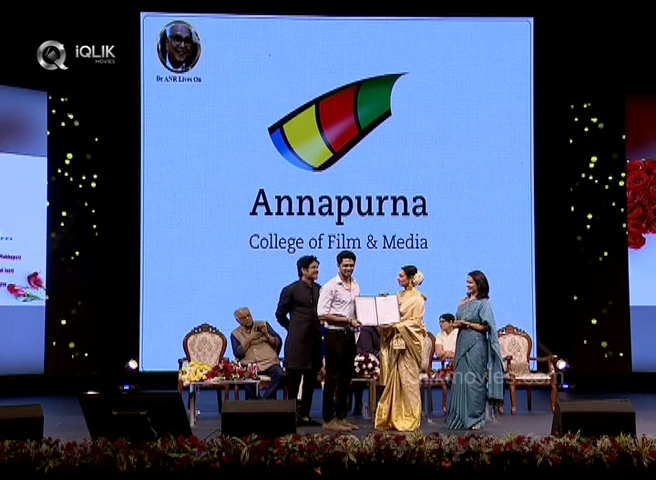 iQLIK
MOVIES
Dr ANR Lives On
Annapurna
College of Film & Media